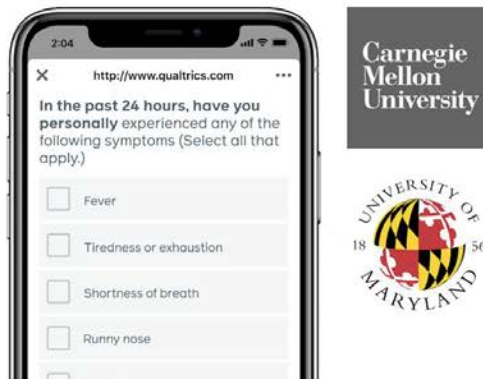 2:04
http://www.qualtrics.com
In the past 24 hours, have you
personally experienced any of the
following symptoms (Select all that
apply.)
Fever
Tiredness or exhaustion
Shortness of breath
Runny nose
Carnegie
Mellon
University
UNIVERSITY OF
18 56
MARYLAND